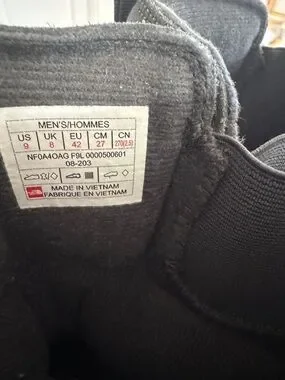 MEN'S/HOMMES
US UK EU CM CN
9 8 42 27 270(2.5)
NF0A4OAG F9L 0000500601
08-203
MADE IN VIETNAM
FABRIQUE EN VIETNAM